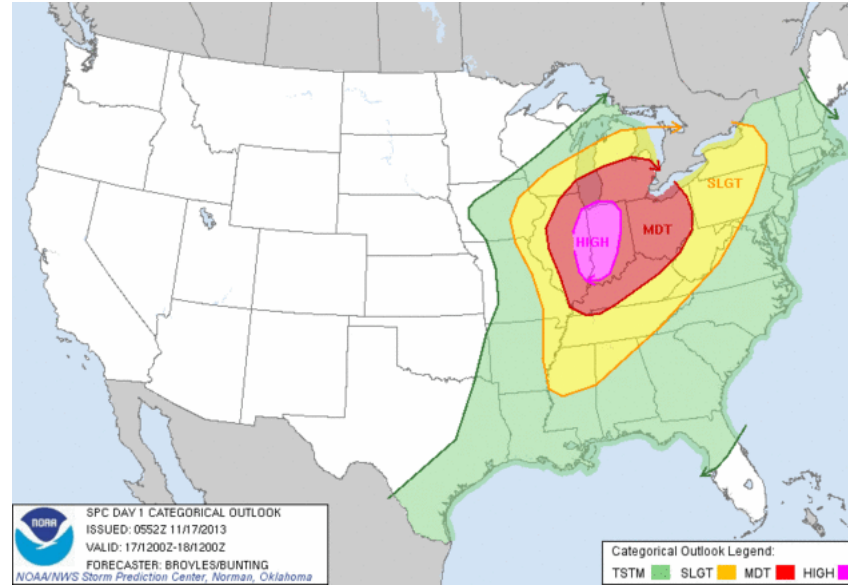 SLGT
MDT
HIGH
SPC DAY 1 CATEGORICAL OUTLOOK
ISSUED: 0552Z 11/17/2013
VALID: 17/1200Z-18/1200Z
FORECASTER: BROYLES/BUNTING
NOAA
NOAA/NWS Storm Prediction Center, Norman, Oklahoma
Categorical Outlook Legend:
TSTM SLGT MDT HIGH